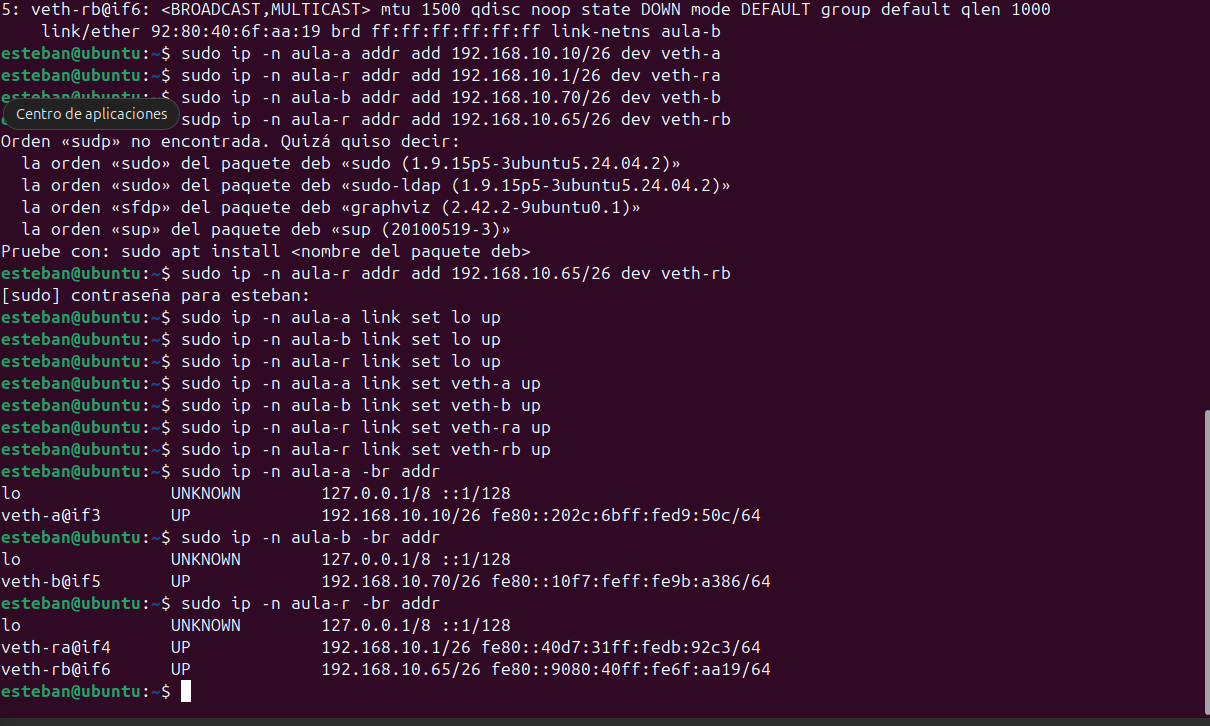 5: veth-rb@if6: <BROADCAST,MULTICAST> mtu 1500 qdisc noop state DOWN mode DEFAULT group default qlen 1000
    link/ether 92:80:40:6f:aa:19 brd ff:ff:ff:ff:ff:ff link-netns aula-b
esteban@ubuntu:~$ sudo ip -n aula-a addr add 192.168.10.10/26 dev veth-a
esteban@ubuntu:~$ sudo ip -n aula-r addr add 192.168.10.1/26 dev veth-ra
esteban@ubuntu:~$ sudo ip -n aula-b addr add 192.168.10.70/26 dev veth-b
Centro de aplicaciones
sudp ip -n aula-r addr add 192.168.10.65/26 dev veth-rb
Orden «sudp» no encontrada. Quizá quiso decir:
  la orden «sudo» del paquete deb «sudo (1.9.15p5-3ubuntu5.24.04.2)»
  la orden «sudo» del paquete deb «sudo-ldap (1.9.15p5-3ubuntu5.24.04.2)»
  la orden «sfdp» del paquete deb «graphviz (2.42.2-9ubuntu0.1)»
  la orden «sup» del paquete deb «sup (20100519-3)»
Pruebe con: sudo apt install <nombre del paquete deb>
esteban@ubuntu:~$ sudo ip -n aula-r addr add 192.168.10.65/26 dev veth-rb
[sudo] contraseña para esteban:
esteban@ubuntu:~$ sudo ip -n aula-a link set lo up
esteban@ubuntu:~$ sudo ip -n aula-b link set lo up
esteban@ubuntu:~$ sudo ip -n aula-r link set lo up
esteban@ubuntu:~$ sudo ip -n aula-a link set veth-a up
esteban@ubuntu:~$ sudo ip -n aula-b link set veth-b up
esteban@ubuntu:~$ sudo ip -n aula-r link set veth-ra up
esteban@ubuntu:~$ sudo ip -n aula-r link set veth-rb up
esteban@ubuntu:~$ sudo ip -n aula-a -br addr
lo               UNKNOWN        127.0.0.1/8 ::1/128
veth-a@if3       UP             192.168.10.10/26 fe80::202c:6bff:fed9:50c/64
esteban@ubuntu:~$ sudo ip -n aula-b -br addr
lo               UNKNOWN        127.0.0.1/8 ::1/128
veth-b@if5       UP             192.168.10.70/26 fe80::10f7:feff:fe9b:a386/64
esteban@ubuntu:~$ sudo ip -n aula-r -br addr
lo               UNKNOWN        127.0.0.1/8 ::1/128
veth-ra@if4      UP             192.168.10.1/26 fe80::40d7:31ff:fedb:92c3/64
veth-rb@if6      UP             192.168.10.65/26 fe80::9080:40ff:fe6f:aa19/64
esteban@ubuntu:~$